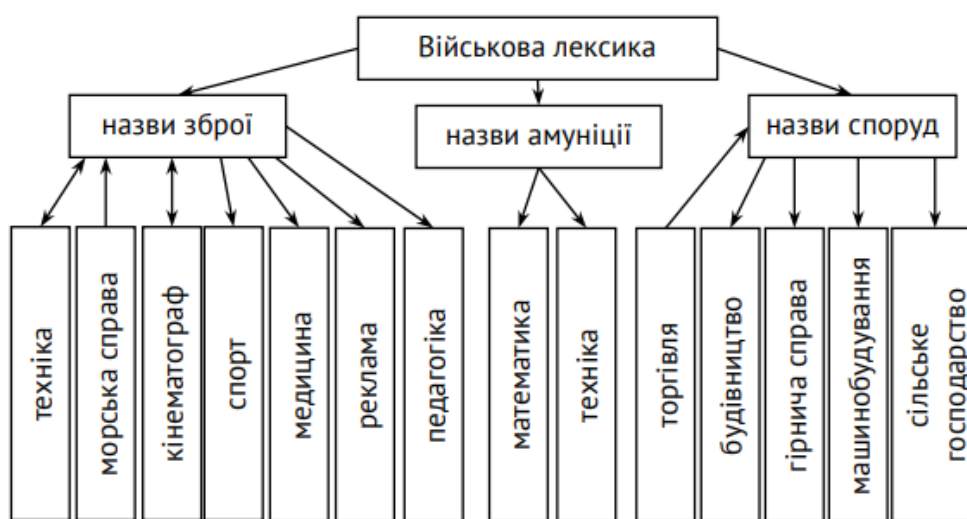 Військова лексика
назви зброї
назви амуніції
назви споруд
техніка
морська справа
кінематограф
спорт
медицина
реклама
педагогіка
математика
техніка
торгівля
будівництво
гірнича справа
машинобудування
сільське
господарство